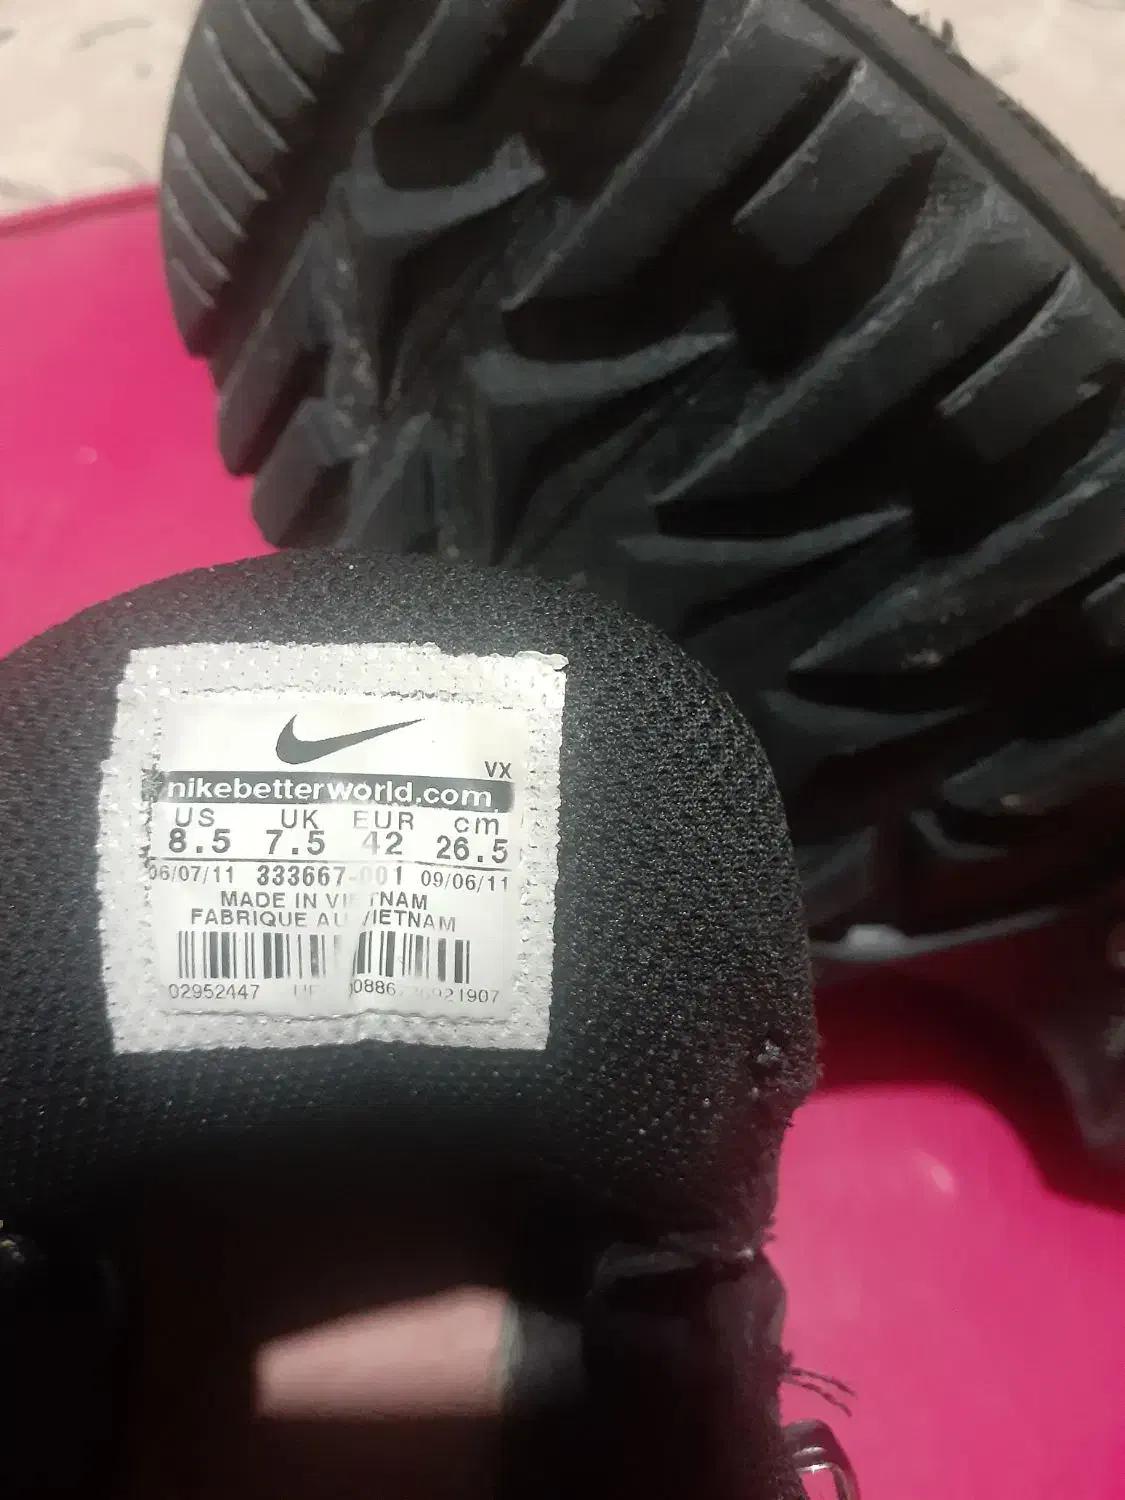 VX
nikebetterworld.com
US UK EUR cm
8.5 7.5 42 26.5
06/07/11 333667-001 09/06/11
MADE IN VIETNAM
FABRIQUE AU VIETNAM
02952447